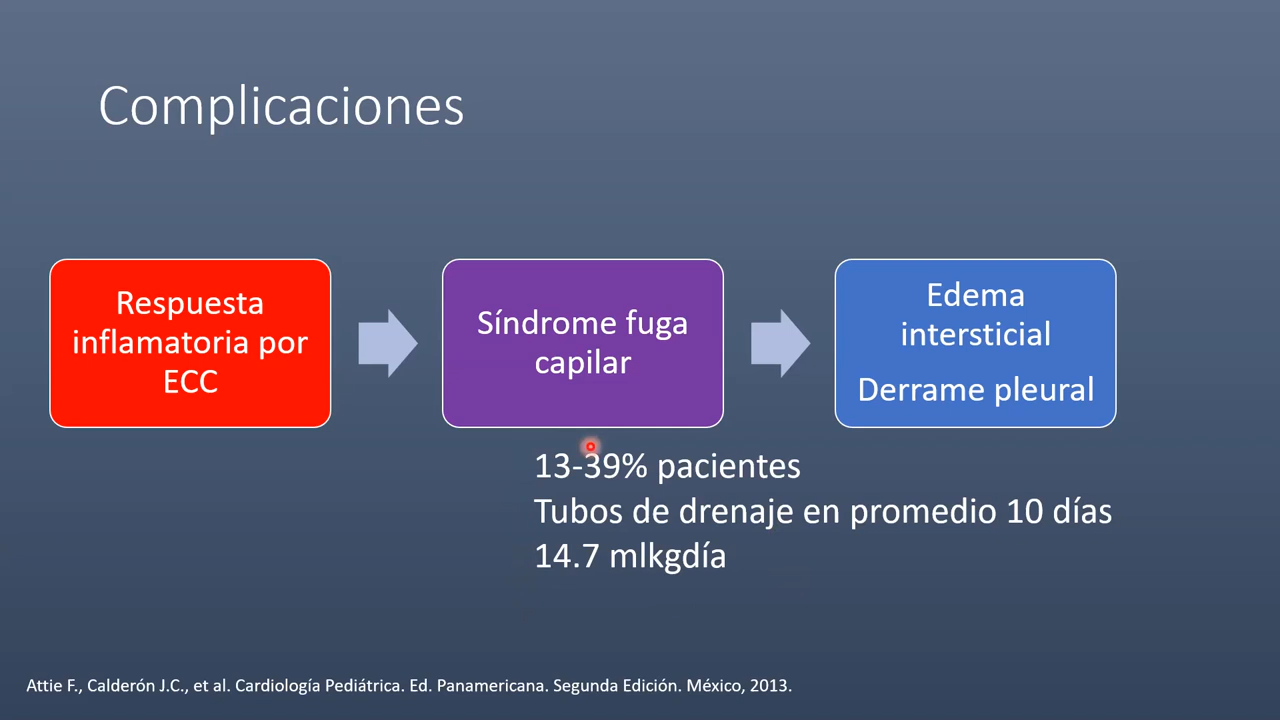 Complicaciones
Respuesta
inflamatoria por
ECC
Síndrome fuga
capilar
Edema
intersticial
Derrame pleural
13-39% pacientes
Tubos de drenaje en promedio 10 días
14.7 mlkgdía
Attie F., Calderón J.C., et al. Cardiología Pediátrica. Ed. Panamericana. Segunda Edición. México, 2013.